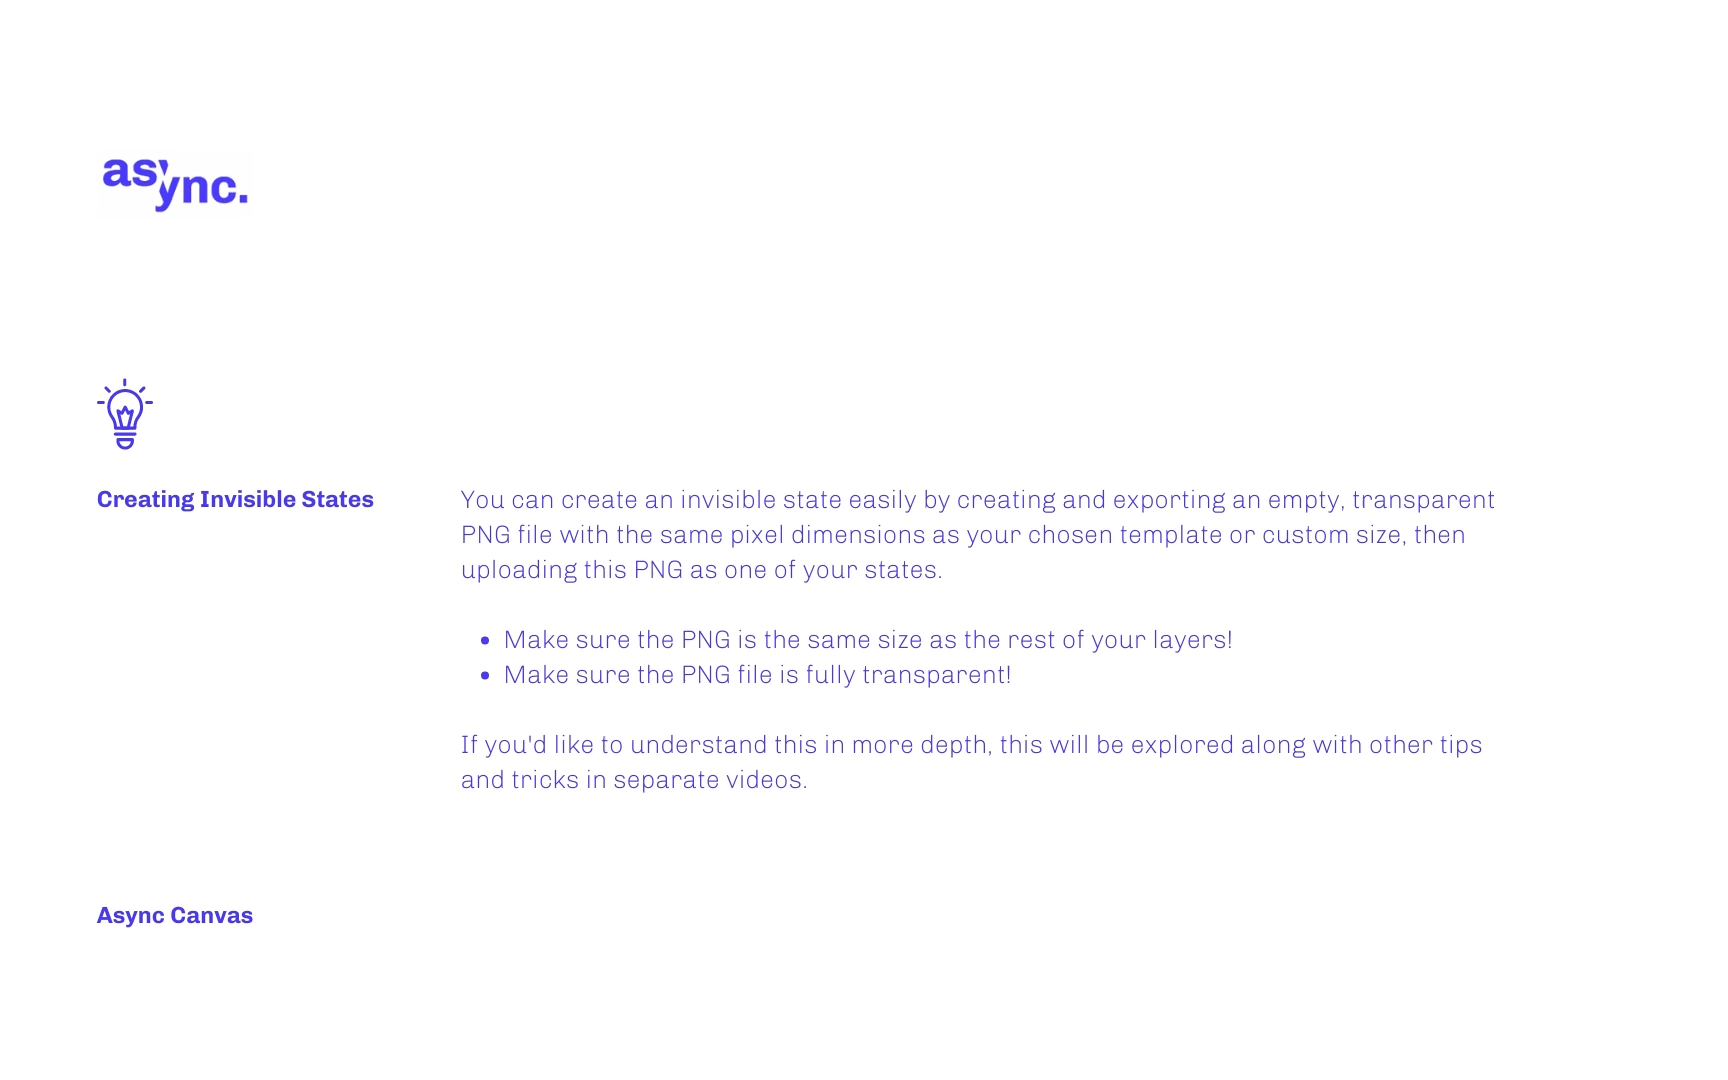 async.
Creating Invisible States
You can create an invisible state easily by creating and exporting an empty, transparent
PNG file with the same pixel dimensions as your chosen template or custom size, then
uploading this PNG as one of your states.
• Make sure the PNG is the same size as the rest of your layers!
• Make sure the PNG file is fully transparent!
If you'd like to understand this in more depth, this will be explored along with other tips
and tricks in separate videos.
Async Canvas